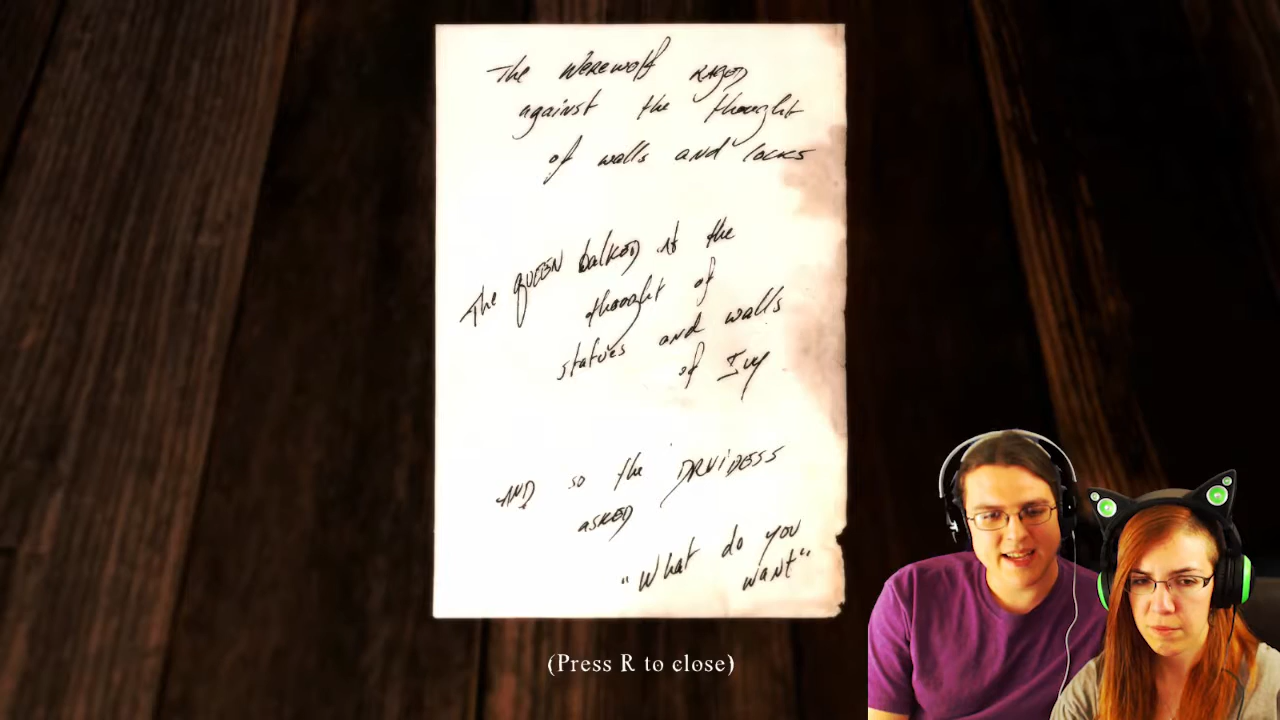 The Werewolf RAGED
against the thought
of walls and locks
The QUEEN balKED at the
thought of
statues and walls
of Ivy
AND so the DRUiDESS
asKED
"What do you
want"
(Press R to close)